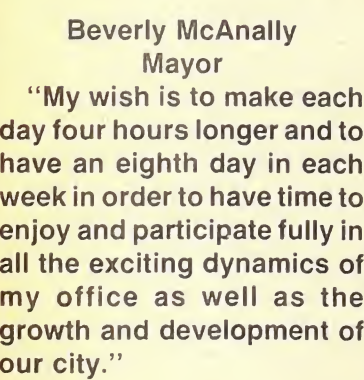 Beverly McAnally
Mayor
"My wish is to make each
day four hours longer and to
have an eighth day in each
week in order to have time to
enjoy and participate fully in
all the exciting dynamics of
my office as well as the
growth and development of
our city."